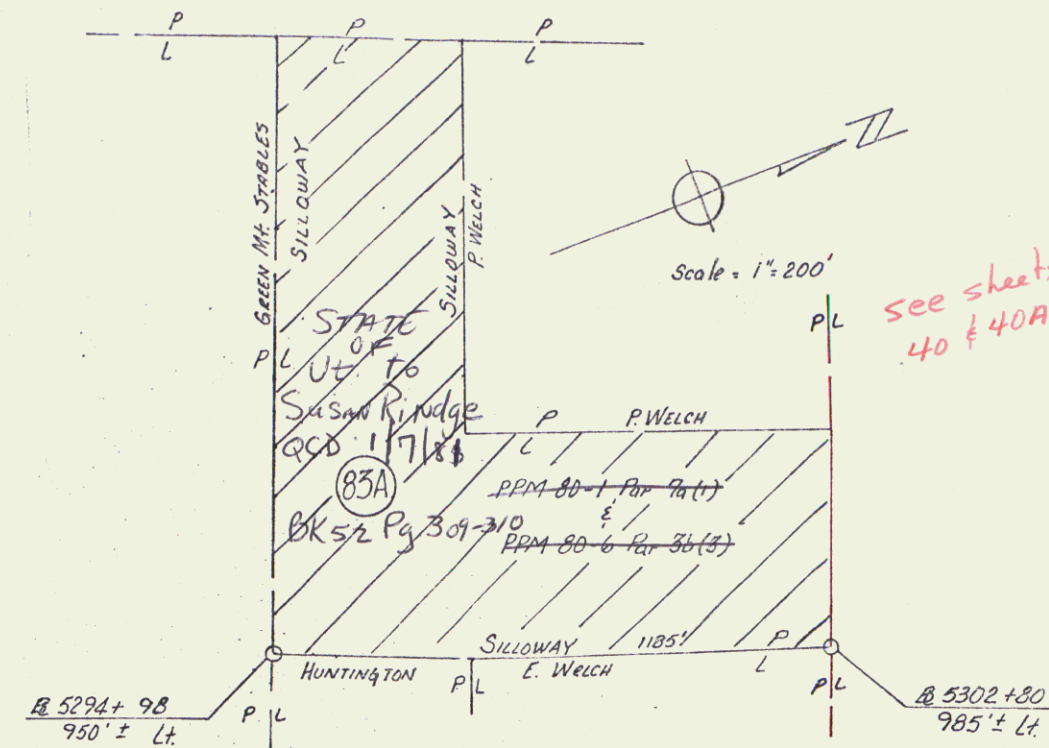 P
L
P
L
P
L
GREEN Mt. STABLES
SILLOWAY
SILLOWAY
P. WELCH
N
Scale = 1"=200'
see sheets
40 & 40A
P L
STATE
OF
Vt. to
P L
Susan Rindge
QCD 1/7/81
83A
BK 52 Pg 309-310
P
L
P. WELCH
PPM 80-1 Par 9a(1)
&
PPM 80-6 Par 3b(3)
SILLOWAY 1185'
P
L
HUNTINGTON
P L
E. WELCH
P L
P L
B 5294+98
950'± Lt.
B 5302+80
985'± Lt.